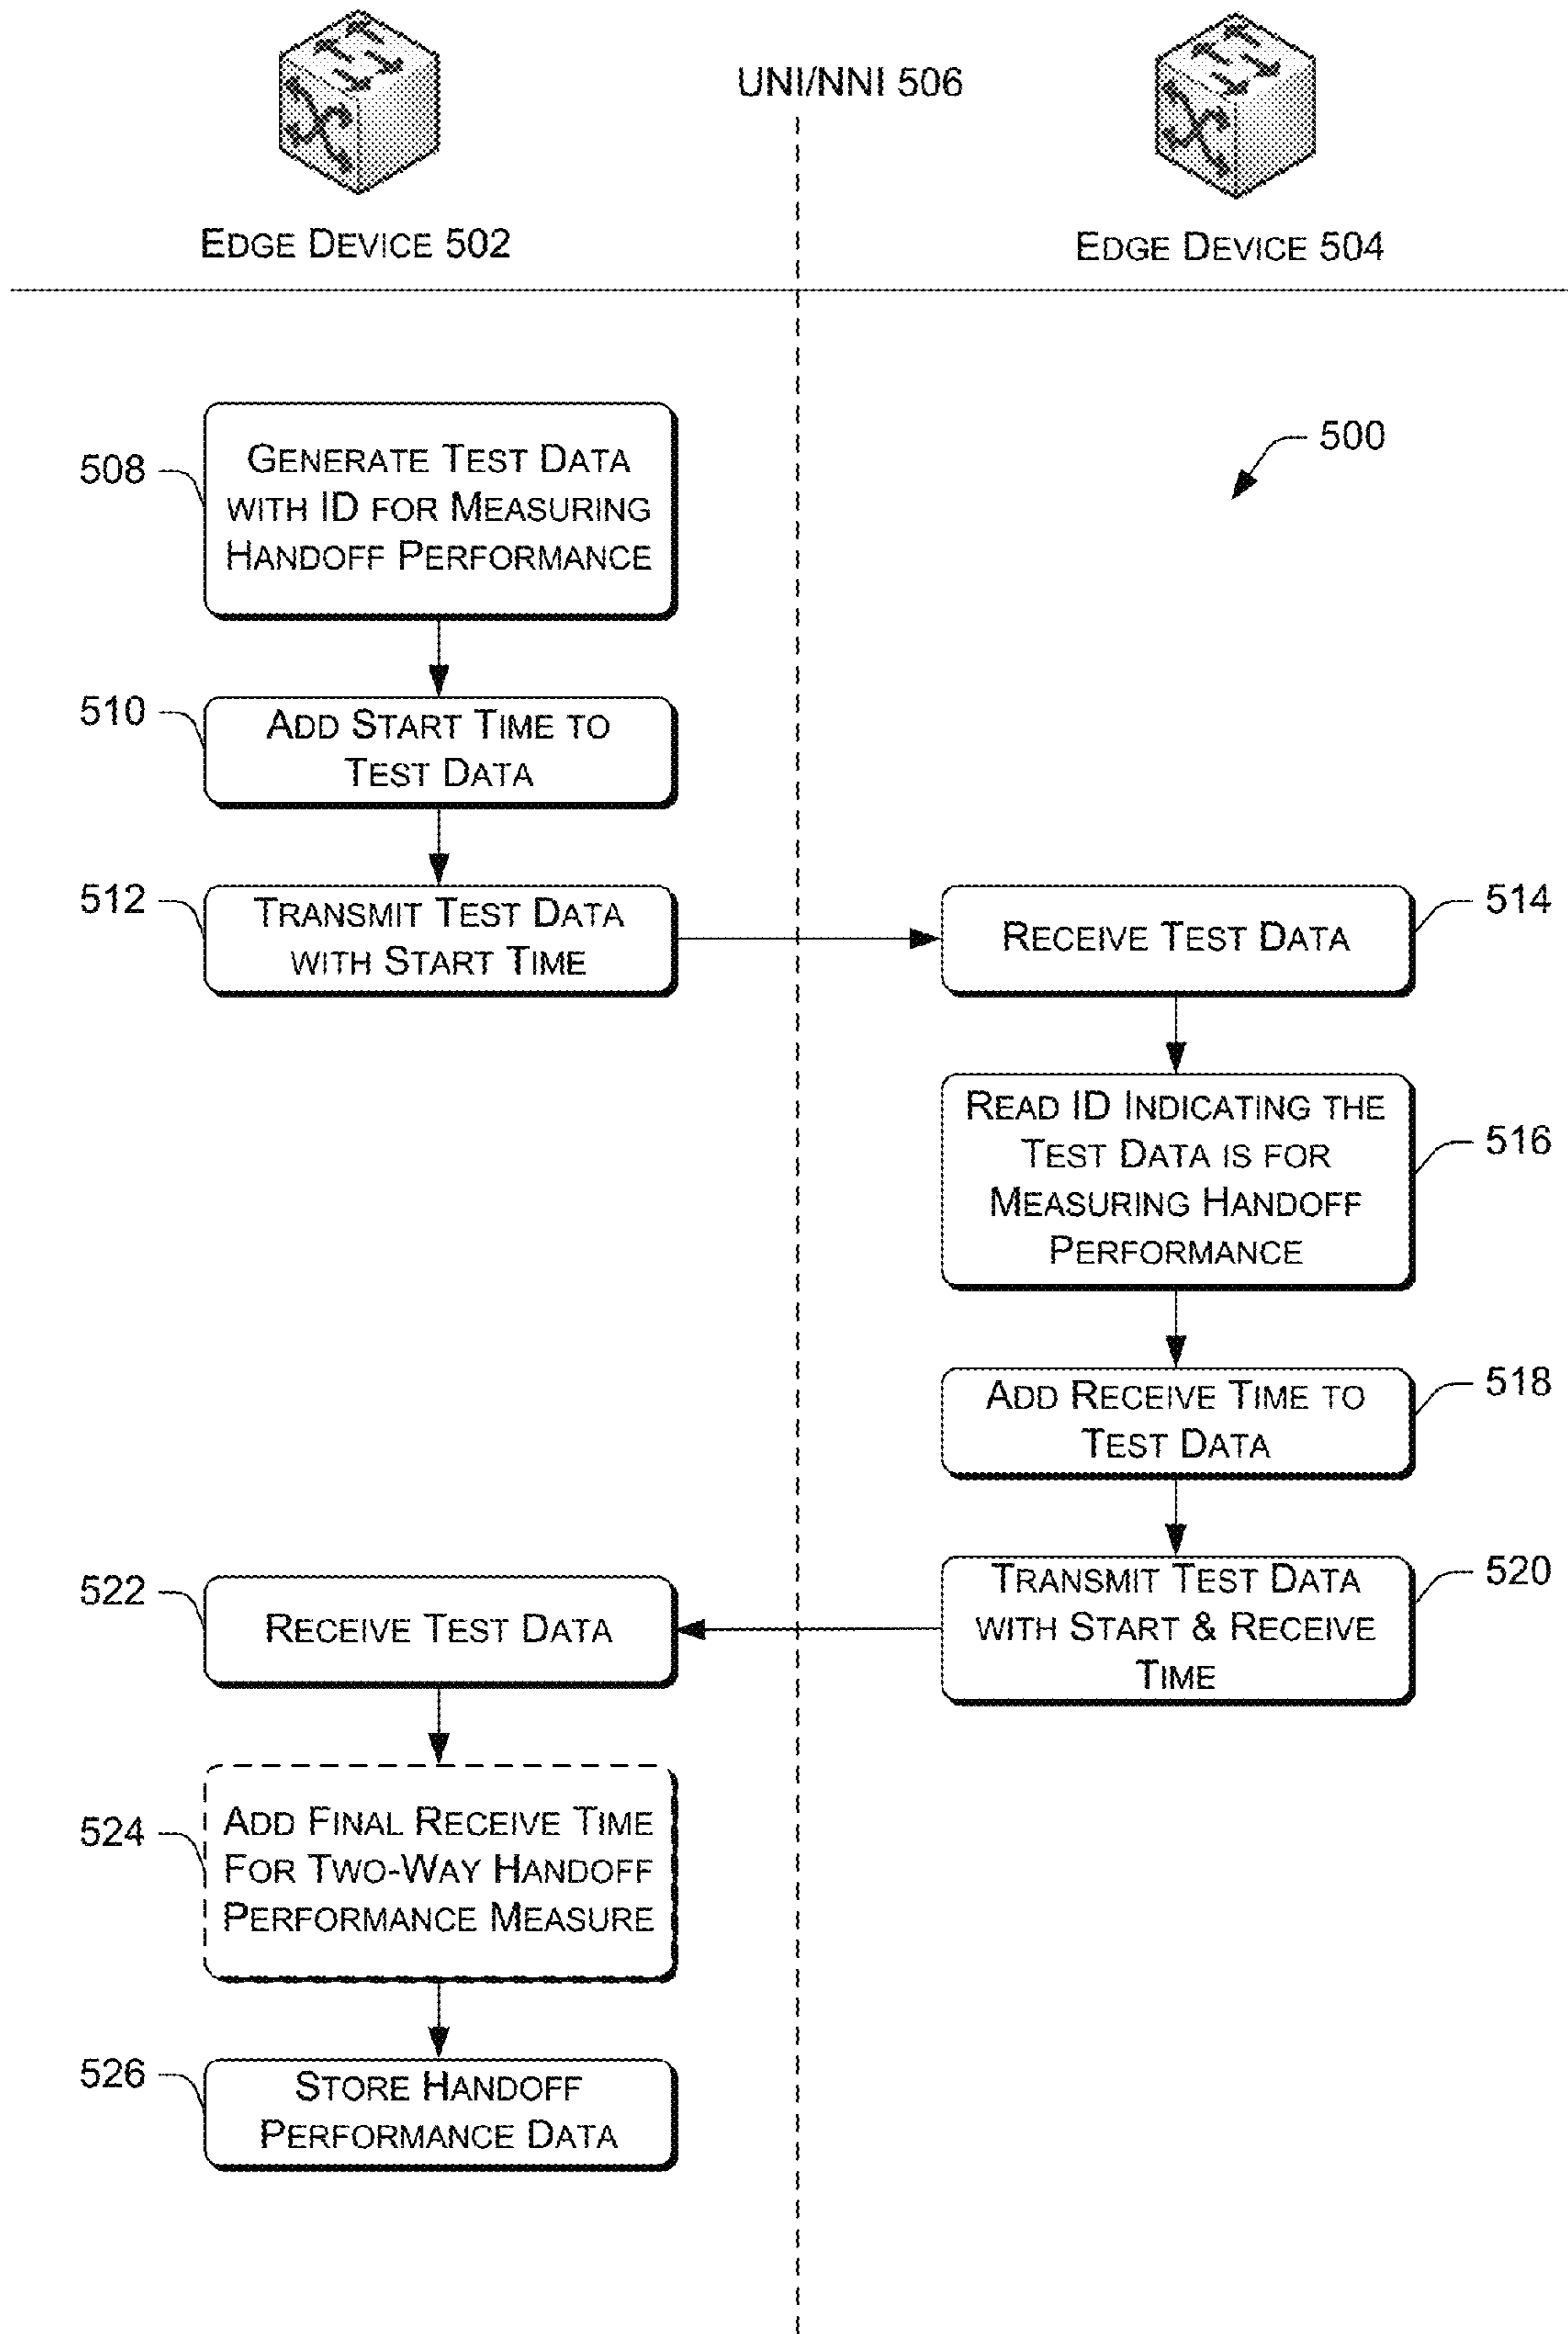 UNI/NNI 506
EDGE DEVICE 502
EDGE DEVICE 504
500
508
GENERATE TEST DATA
WITH ID FOR MEASURING
HANDOFF PERFORMANCE
510
ADD START TIME TO
TEST DATA
512
TRANSMIT TEST DATA
WITH START TIME
514
RECEIVE TEST DATA
516
READ ID INDICATING THE
TEST DATA IS FOR
MEASURING HANDOFF
PERFORMANCE
518
ADD RECEIVE TIME TO
TEST DATA
520
TRANSMIT TEST DATA
WITH START & RECEIVE
TIME
522
RECEIVE TEST DATA
524
ADD FINAL RECEIVE TIME
FOR TWO-WAY HANDOFF
PERFORMANCE MEASURE
526
STORE HANDOFF
PERFORMANCE DATA